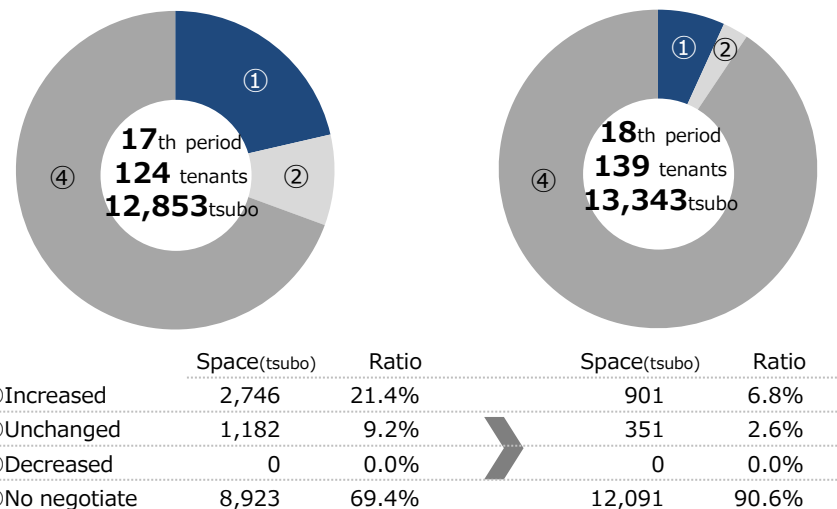 ①
②
④
17th period
124 tenants
12,853tsubo
①
②
④
18th period
139 tenants
13,343tsubo
Space(tsubo) Ratio Space(tsubo) Ratio
Increased 2,746 21.4% 901 6.8%
Unchanged 1,182 9.2% 351 2.6%
Decreased 0 0.0% 0 0.0%
No negotiate 8,923 69.4% 12,091 90.6%